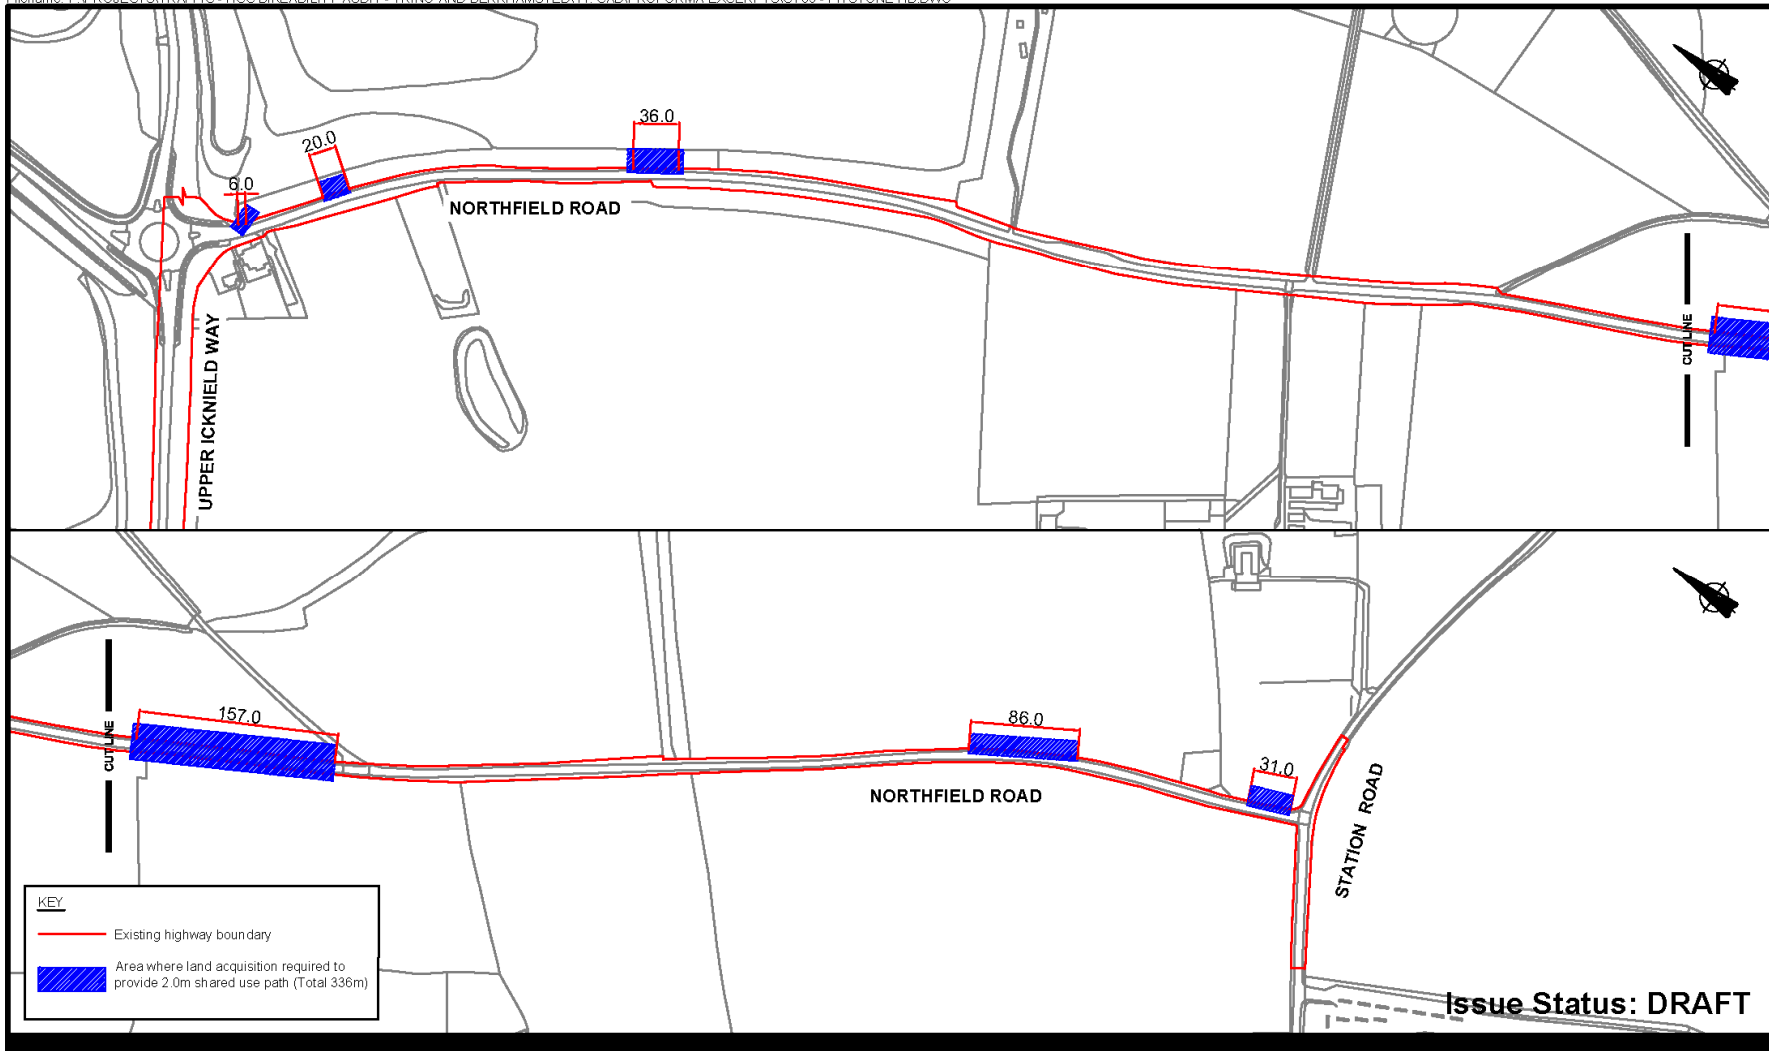 36.0
20.0
6.0
NORTHFIELD ROAD
UPPER ICKNIELD WAY
CUT LINE
157.0
CUT LINE
86.0
31.0
NORTHFIELD ROAD
STATION ROAD
KEY
Existing highway boundary
Area where land acquisition required to
provide 2.0m shared use path (Total 336m)
Issue Status: DRAFT